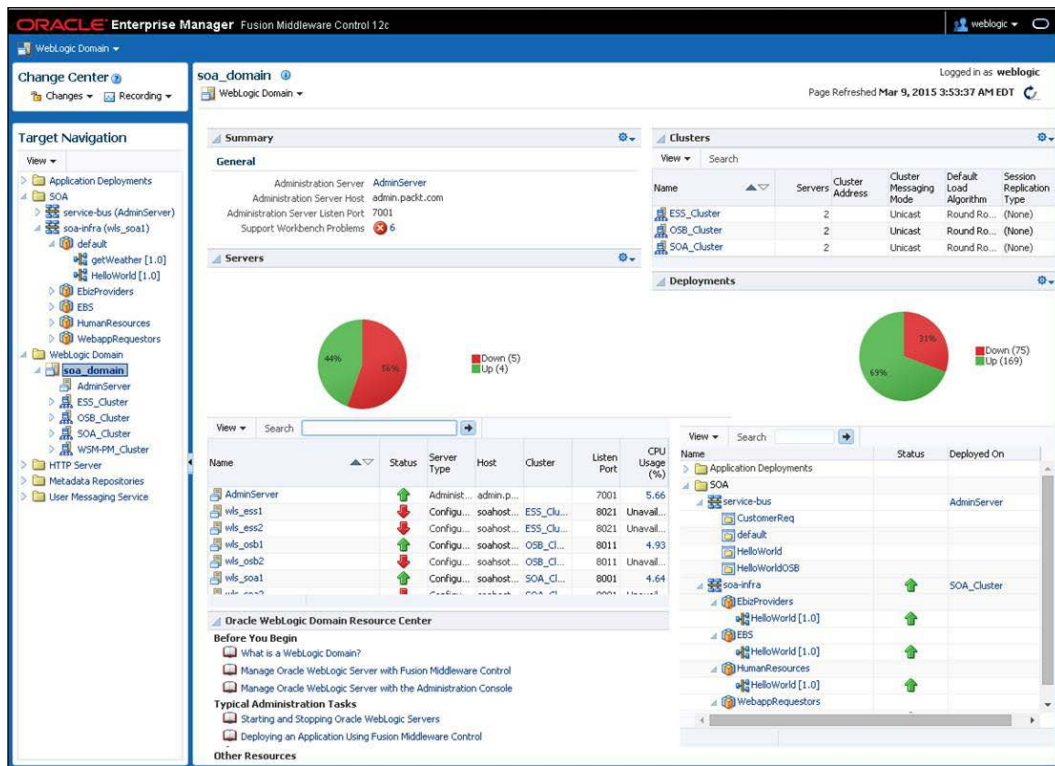 ORACLE Enterprise Manager Fusion Middleware Control 12c
weblogic
WebLogic Domain
Change Center
Changes Recording
Target Navigation
View
Application Deployments
SOA
service-bus (AdminServer)
soa-infra (wls_soa1)
default
getWeather [1.0]
HelloWorld [1.0]
EbizProviders
EBS
HumanResources
WebappRequestors
WebLogic Domain
soa_domain
AdminServer
ESS_Cluster
OSB_Cluster
SOA_Cluster
WSM-PM_Cluster
HTTP Server
Metadata Repositories
User Messaging Service
soa_domain
WebLogic Domain
Logged in as weblogic
Page Refreshed Mar 9, 2015 3:53:37 AM EDT
Summary
General
Administration Server AdminServer
Administration Server Host admin.packt.com
Administration Server Listen Port 7001
Support Workbench Problems 6
Servers
44%
56%
Down (5)
Up (4)
View Search
Name Status Server Type Host Cluster Listen Port CPU Usage (%)
AdminServer Administ... admin.p... 7001 5.66
wls_ess1 Configu... soahost... ESS_Clu... 8021 Unavail...
wls_ess2 Configu... soahost... ESS_Clu... 8021 Unavail...
wls_osb1 Configu... soahost... OSB_Cl... 8011 4.93
wls_osb2 Configu... soahsot... OSB_Cl... 8011 Unavail...
wls_soa1 Configu... soahost... SOA_Cl... 8001 4.64
Oracle WebLogic Domain Resource Center
Before You Begin
What is a WebLogic Domain?
Manage Oracle WebLogic Server with Fusion Middleware Control
Manage Oracle WebLogic Server with the Administration Console
Typical Administration Tasks
Starting and Stopping Oracle WebLogic Servers
Deploying an Application Using Fusion Middleware Control
Other Resources
Clusters
View Search
Name Servers Cluster Address Cluster Messaging Mode Default Load Algorithm Session Replication Type
ESS_Cluster 2 Unicast Round Ro... (None)
OSB_Cluster 2 Unicast Round Ro... (None)
SOA_Cluster 2 Unicast Round Ro... (None)
Deployments
31%
69%
Down (75)
Up (169)
View Search
Name Status Deployed On
Application Deployments
SOA
service-bus AdminServer
CustomerReq
default
HelloWorld
HelloWorldOSB
soa-infra SOA_Cluster
EbizProviders
HelloWorld [1.0]
EBS
HelloWorld [1.0]
HumanResources
HelloWorld [1.0]
WebappRequestors